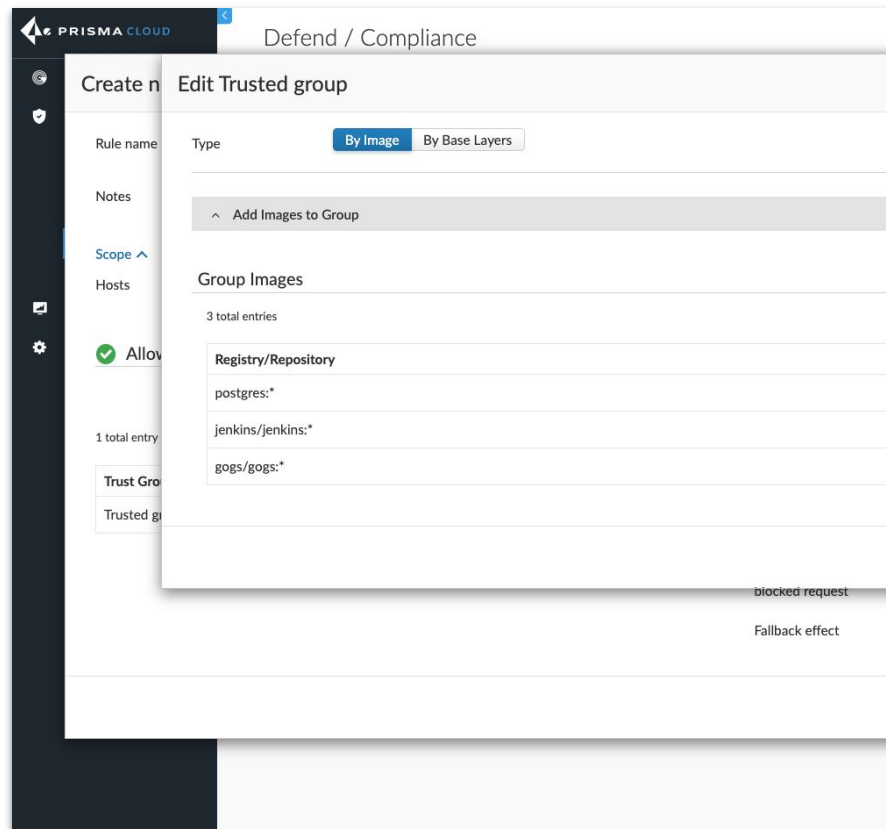 PRISMA CLOUD
Defend / Compliance
Create n
Edit Trusted group
Rule name
Type
By Image
By Base Layers
Notes
Add Images to Group
Scope
Hosts
Group Images
3 total entries
Allow
Registry/Repository
postgres:*
jenkins/jenkins:*
1 total entry
gogs/gogs:*
Trust Gro
Trusted gr
blocked request
Fallback effect